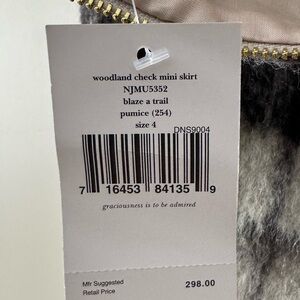 woodland check mini skirt
NJMU5352
blaze a trail
pumice (254)
size 4
DNS9004
7 16453 84135 9
graciousness is to be admired
Mfr Suggested
Retail Price
298.00